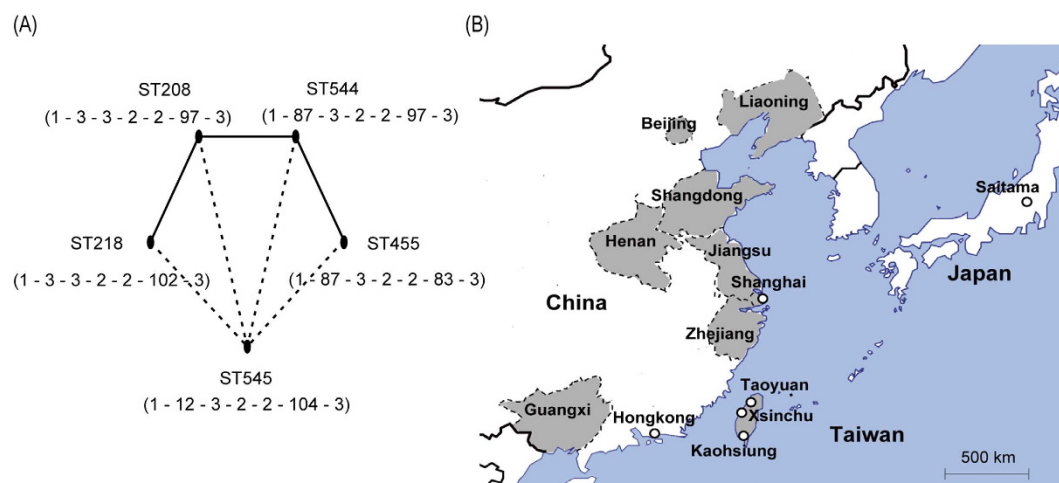 (A)
ST208
(1 - 3 - 3 - 2 - 2 - 97 - 3)
ST544
(1 - 87 - 3 - 2 - 2 - 97 - 3)
ST218
(1 - 3 - 3 - 2 - 2 - 102 - 3)
ST455
(1 - 87 - 3 - 2 - 2 - 83 - 3)
ST545
(1 - 12 - 3 - 2 - 2 - 104 - 3)
(B)
Liaoning
Beijing
Shangdong
Saitama
Henan
Jiangsu
Japan
Shanghai
China
Zhejiang
Taoyuan
Guangxi
Hongkong
Xsinchu
Taiwan
Kaohsiung
500 km